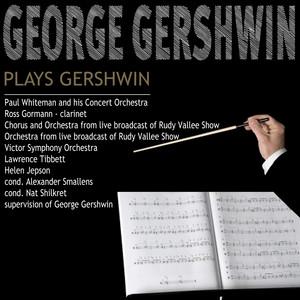 GEORGE GERSHWIN
PLAYS GERSHWIN
Paul Whiteman and his Concert Orchestra
Ross Gormann - clarinet
Chorus and Orchestra from live broadcast of Rudy Vallee Show
Orchestra from live broadcast of Rudy Vallee Show
Victor Symphony Orchestra
Lawrence Tibbett
Helen Jepson
cond. Alexander Smallens
cond. Nat Shilkret
supervision of George Gershwin